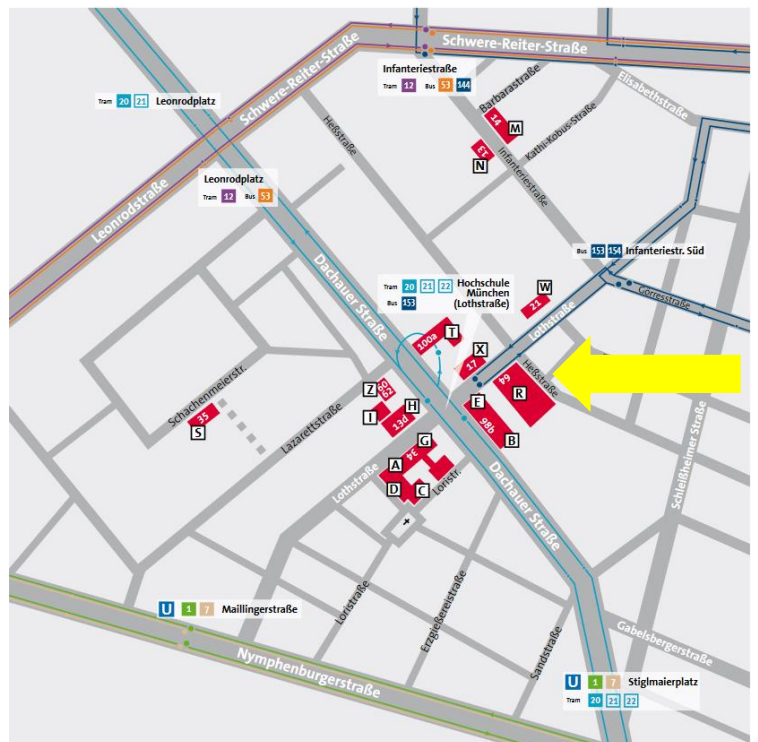 Schwere-Reiter-Straße
Infanteriestraße
Tram 12 Bus 53 144
Schwere-Reiter-Straße
Barbarastraße
Elisabethstraße
Tram 20 21 Leonrodplatz
Heßstraße
14
M
Kathi-Kobus-Straße
13
N
Infanteriestraße
Leonrodplatz
Tram 12 Bus 53
Leonrodstraße
Bus 153 154 Infanteriestr. Süd
Dachauer Straße
Tram 20 21 22 Hochschule
München
Bus 153 (Lothstraße)
W
21
Görresstraße
Lothstraße
T
100a
X
17
Heßstraße
64
R
Schachenmeierstr.
Z
60
62
H
I
13d
E
98b
B
35
S
Lazarettstraße
G
34
A
D
C
Loristr.
Lothstraße
Dachauer Straße
Schleißheimer Straße
U 1 7 Maillingerstraße
Loristraße
Erzgießereistraße
Sandstraße
Gabelsbergerstraße
Nymphenburgerstraße
U 1 7 Stiglmaierplatz
Tram 20 21 22